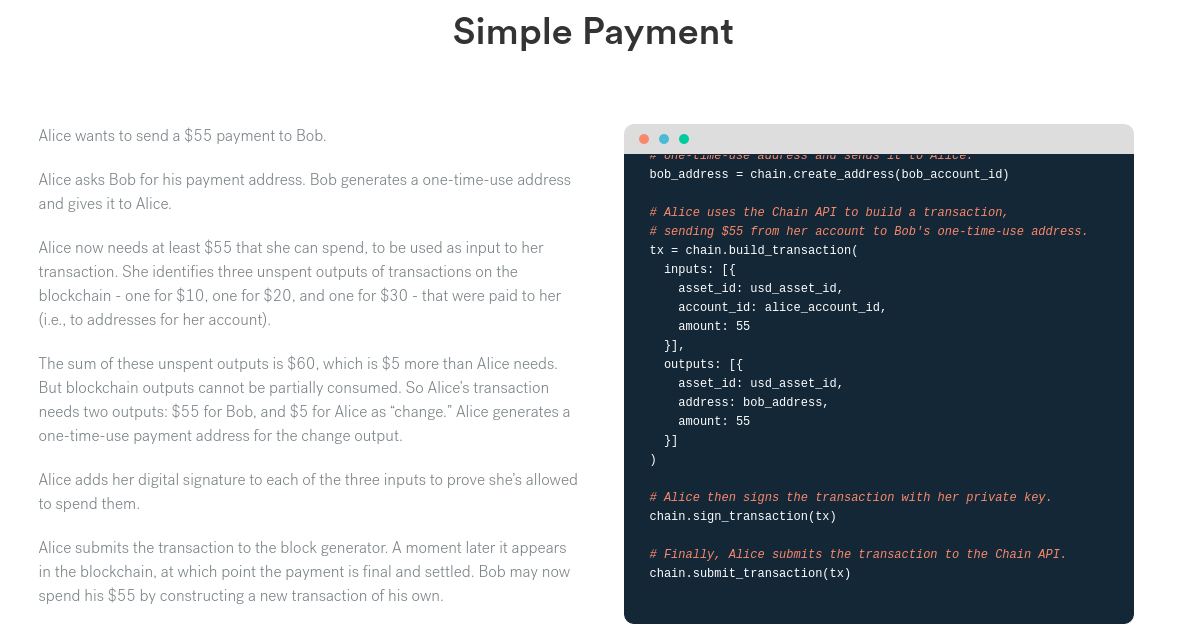 Simple Payment
Alice wants to send a $55 payment to Bob.
Alice asks Bob for his payment address. Bob generates a one-time-use address
and gives it to Alice.
Alice now needs at least $55 that she can spend, to be used as input to her
transaction. She identifies three unspent outputs of transactions on the
blockchain - one for $10, one for $20, and one for $30 - that were paid to her
(i.e., to addresses for her account).
The sum of these unspent outputs is $60, which is $5 more than Alice needs.
But blockchain outputs cannot be partially consumed. So Alice’s transaction
needs two outputs: $55 for Bob, and $5 for Alice as “change.” Alice generates a
one-time-use payment address for the change output.
Alice adds her digital signature to each of the three inputs to prove she’s allowed
to spend them.
Alice submits the transaction to the block generator. A moment later it appears
in the blockchain, at which point the payment is final and settled. Bob may now
spend his $55 by constructing a new transaction of his own.
# one-time-use address and sends it to Alice.
bob_address = chain.create_address(bob_account_id)
# Alice uses the Chain API to build a transaction,
# sending $55 from her account to Bob's one-time-use address.
tx = chain.build_transaction(
  inputs: [{
    asset_id: usd_asset_id,
    account_id: alice_account_id,
    amount: 55
  }],
  outputs: [{
    asset_id: usd_asset_id,
    address: bob_address,
    amount: 55
  }]
)
# Alice then signs the transaction with her private key.
chain.sign_transaction(tx)
# Finally, Alice submits the transaction to the Chain API.
chain.submit_transaction(tx)